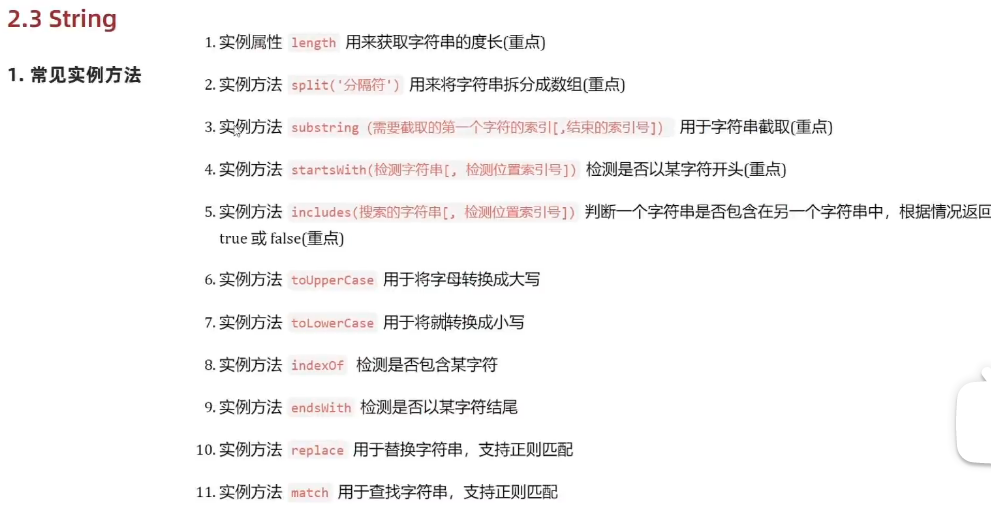 2.3 String
1. 常见实例方法
1. 实例属性 length 用来获取字符串的度长(重点)
2. 实例方法 split('分隔符') 用来将字符串拆分成数组(重点)
3. 实例方法 substring（需要截取的第一个字符的索引[,结束的索引号]） 用于字符串截取(重点)
4. 实例方法 startsWith(检测字符串[, 检测位置索引号]) 检测是否以某字符开头(重点)
5. 实例方法 includes(搜索的字符串[, 检测位置索引号]) 判断一个字符串是否包含在另一个字符串中，根据情况返回
true 或 false(重点)
6. 实例方法 toUpperCase 用于将字母转换成大写
7. 实例方法 toLowerCase 用于将就转换成小写
8. 实例方法 indexOf 检测是否包含某字符
9. 实例方法 endsWith 检测是否以某字符结尾
10. 实例方法 replace 用于替换字符串，支持正则匹配
11. 实例方法 match 用于查找字符串，支持正则匹配